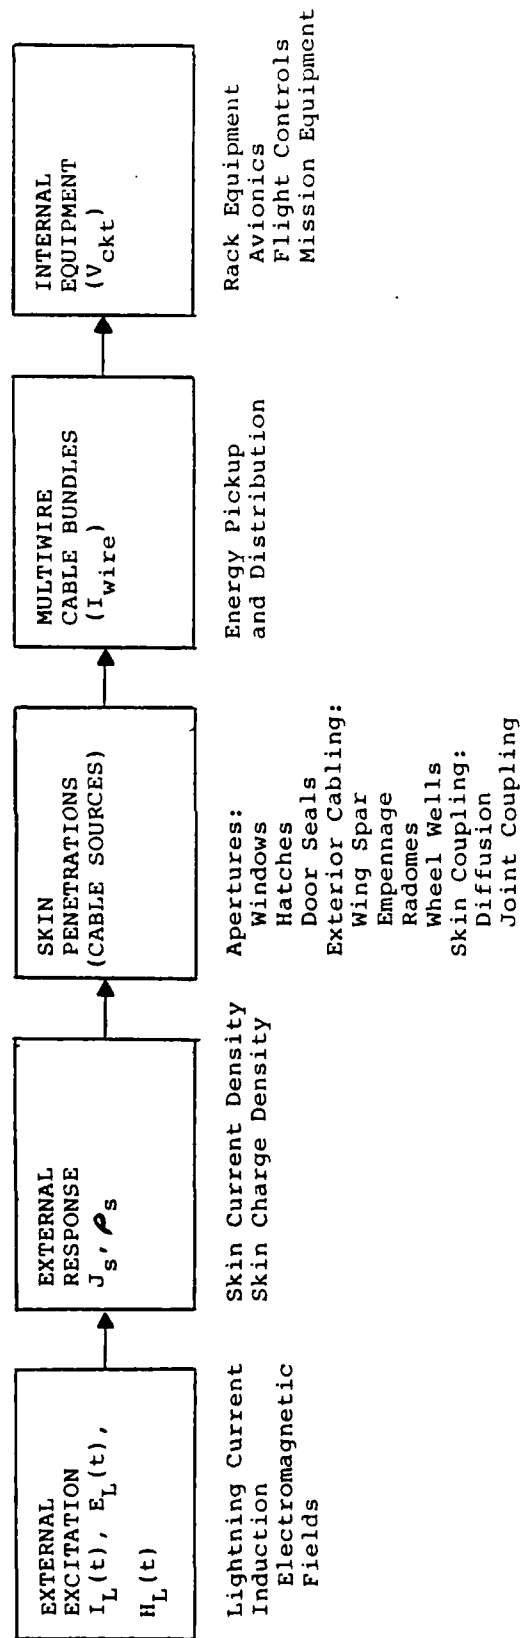 EXTERNAL
EXCITATION
I_L(t), E_L(t),
H_L(t)
Lightning Current
Induction
Electromagnetic
Fields
EXTERNAL
RESPONSE
J_s, ρ_s
Skin Current Density
Skin Charge Density
SKIN
PENETRATIONS
(CABLE SOURCES)
Apertures:
Windows
Hatches
Door Seals
Exterior Cabling:
Wing Spar
Empennage
Radomes
Wheel Wells
Skin Coupling:
Diffusion
Joint Coupling
MULTIWIRE
CABLE BUNDLES
(I_wire)
Energy Pickup
and Distribution
INTERNAL
EQUIPMENT
(V_ckt)
Rack Equipment
Avionics
Flight Controls
Mission Equipment